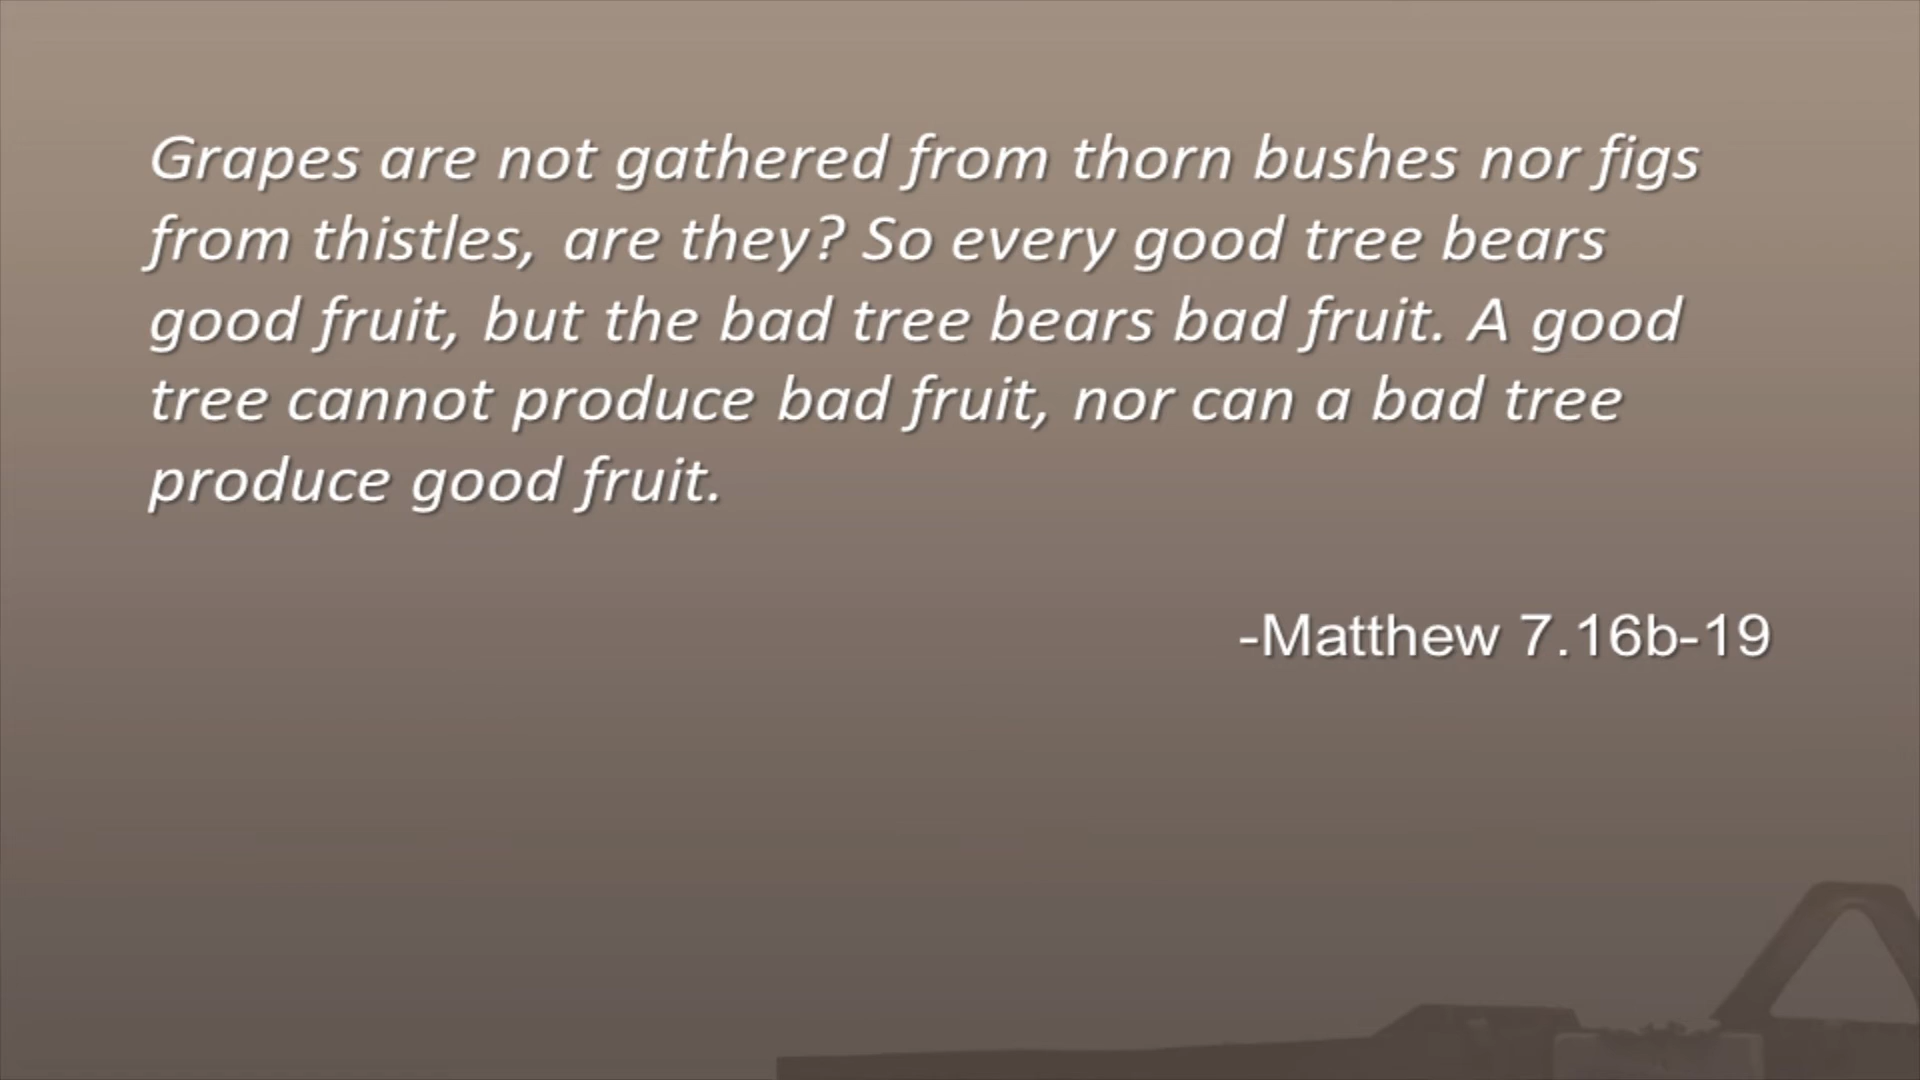 Grapes are not gathered from thorn bushes nor figs
from thistles, are they? So every good tree bears
good fruit, but the bad tree bears bad fruit. A good
tree cannot produce bad fruit, nor can a bad tree
produce good fruit.
-Matthew 7.16b-19